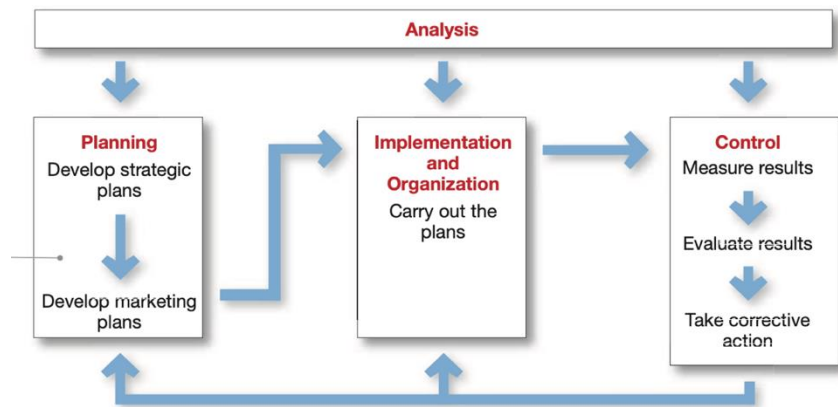 Analysis
Planning
Develop strategic
plans
Develop marketing
plans
Implementation
and
Organization
Carry out the
plans
Control
Measure results
Evaluate results
Take corrective
action